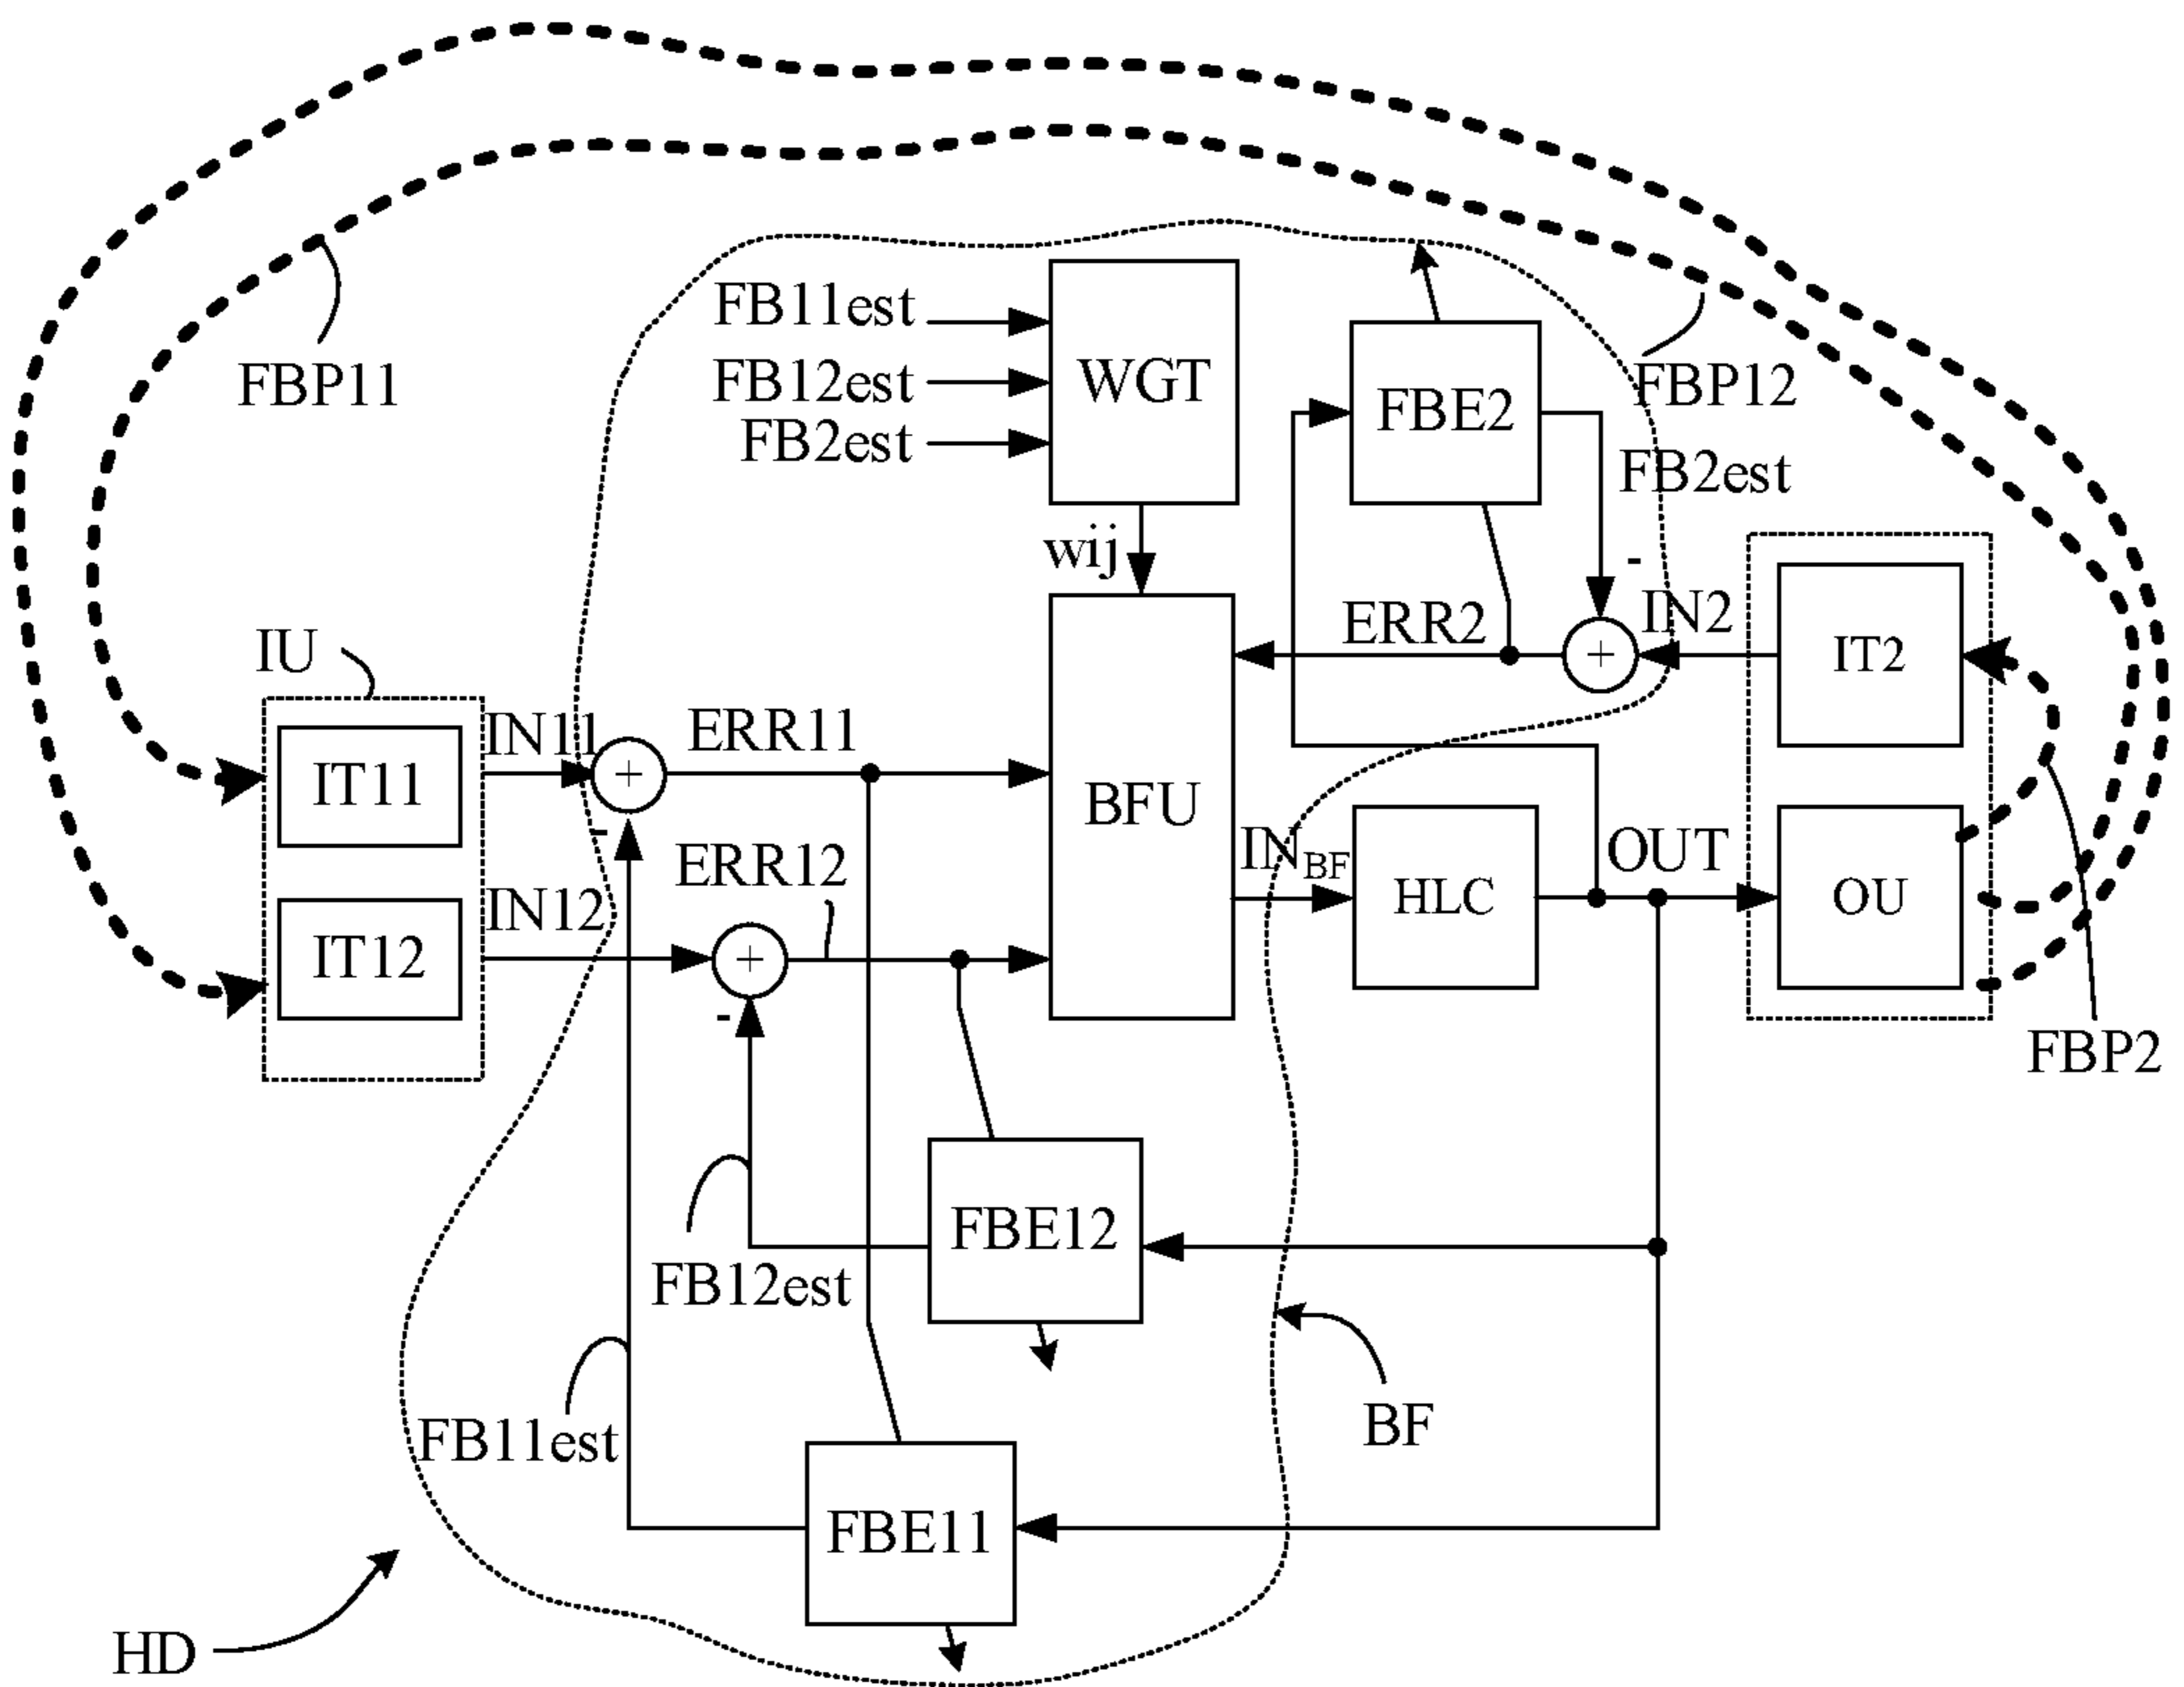 FB11est
FBP11
FB12est
WGT
FBE2
FBP12
FB2est
FB2est
wij
IU
ERR2
IN2
IT2
IN11
ERR11
IT11
+
-
BFU
ERR12
INBF
OUT
IN12
HLC
OU
IT12
+
-
+
-
FBP2
FBE12
FB12est
FB11est
BF
FBE11
HD